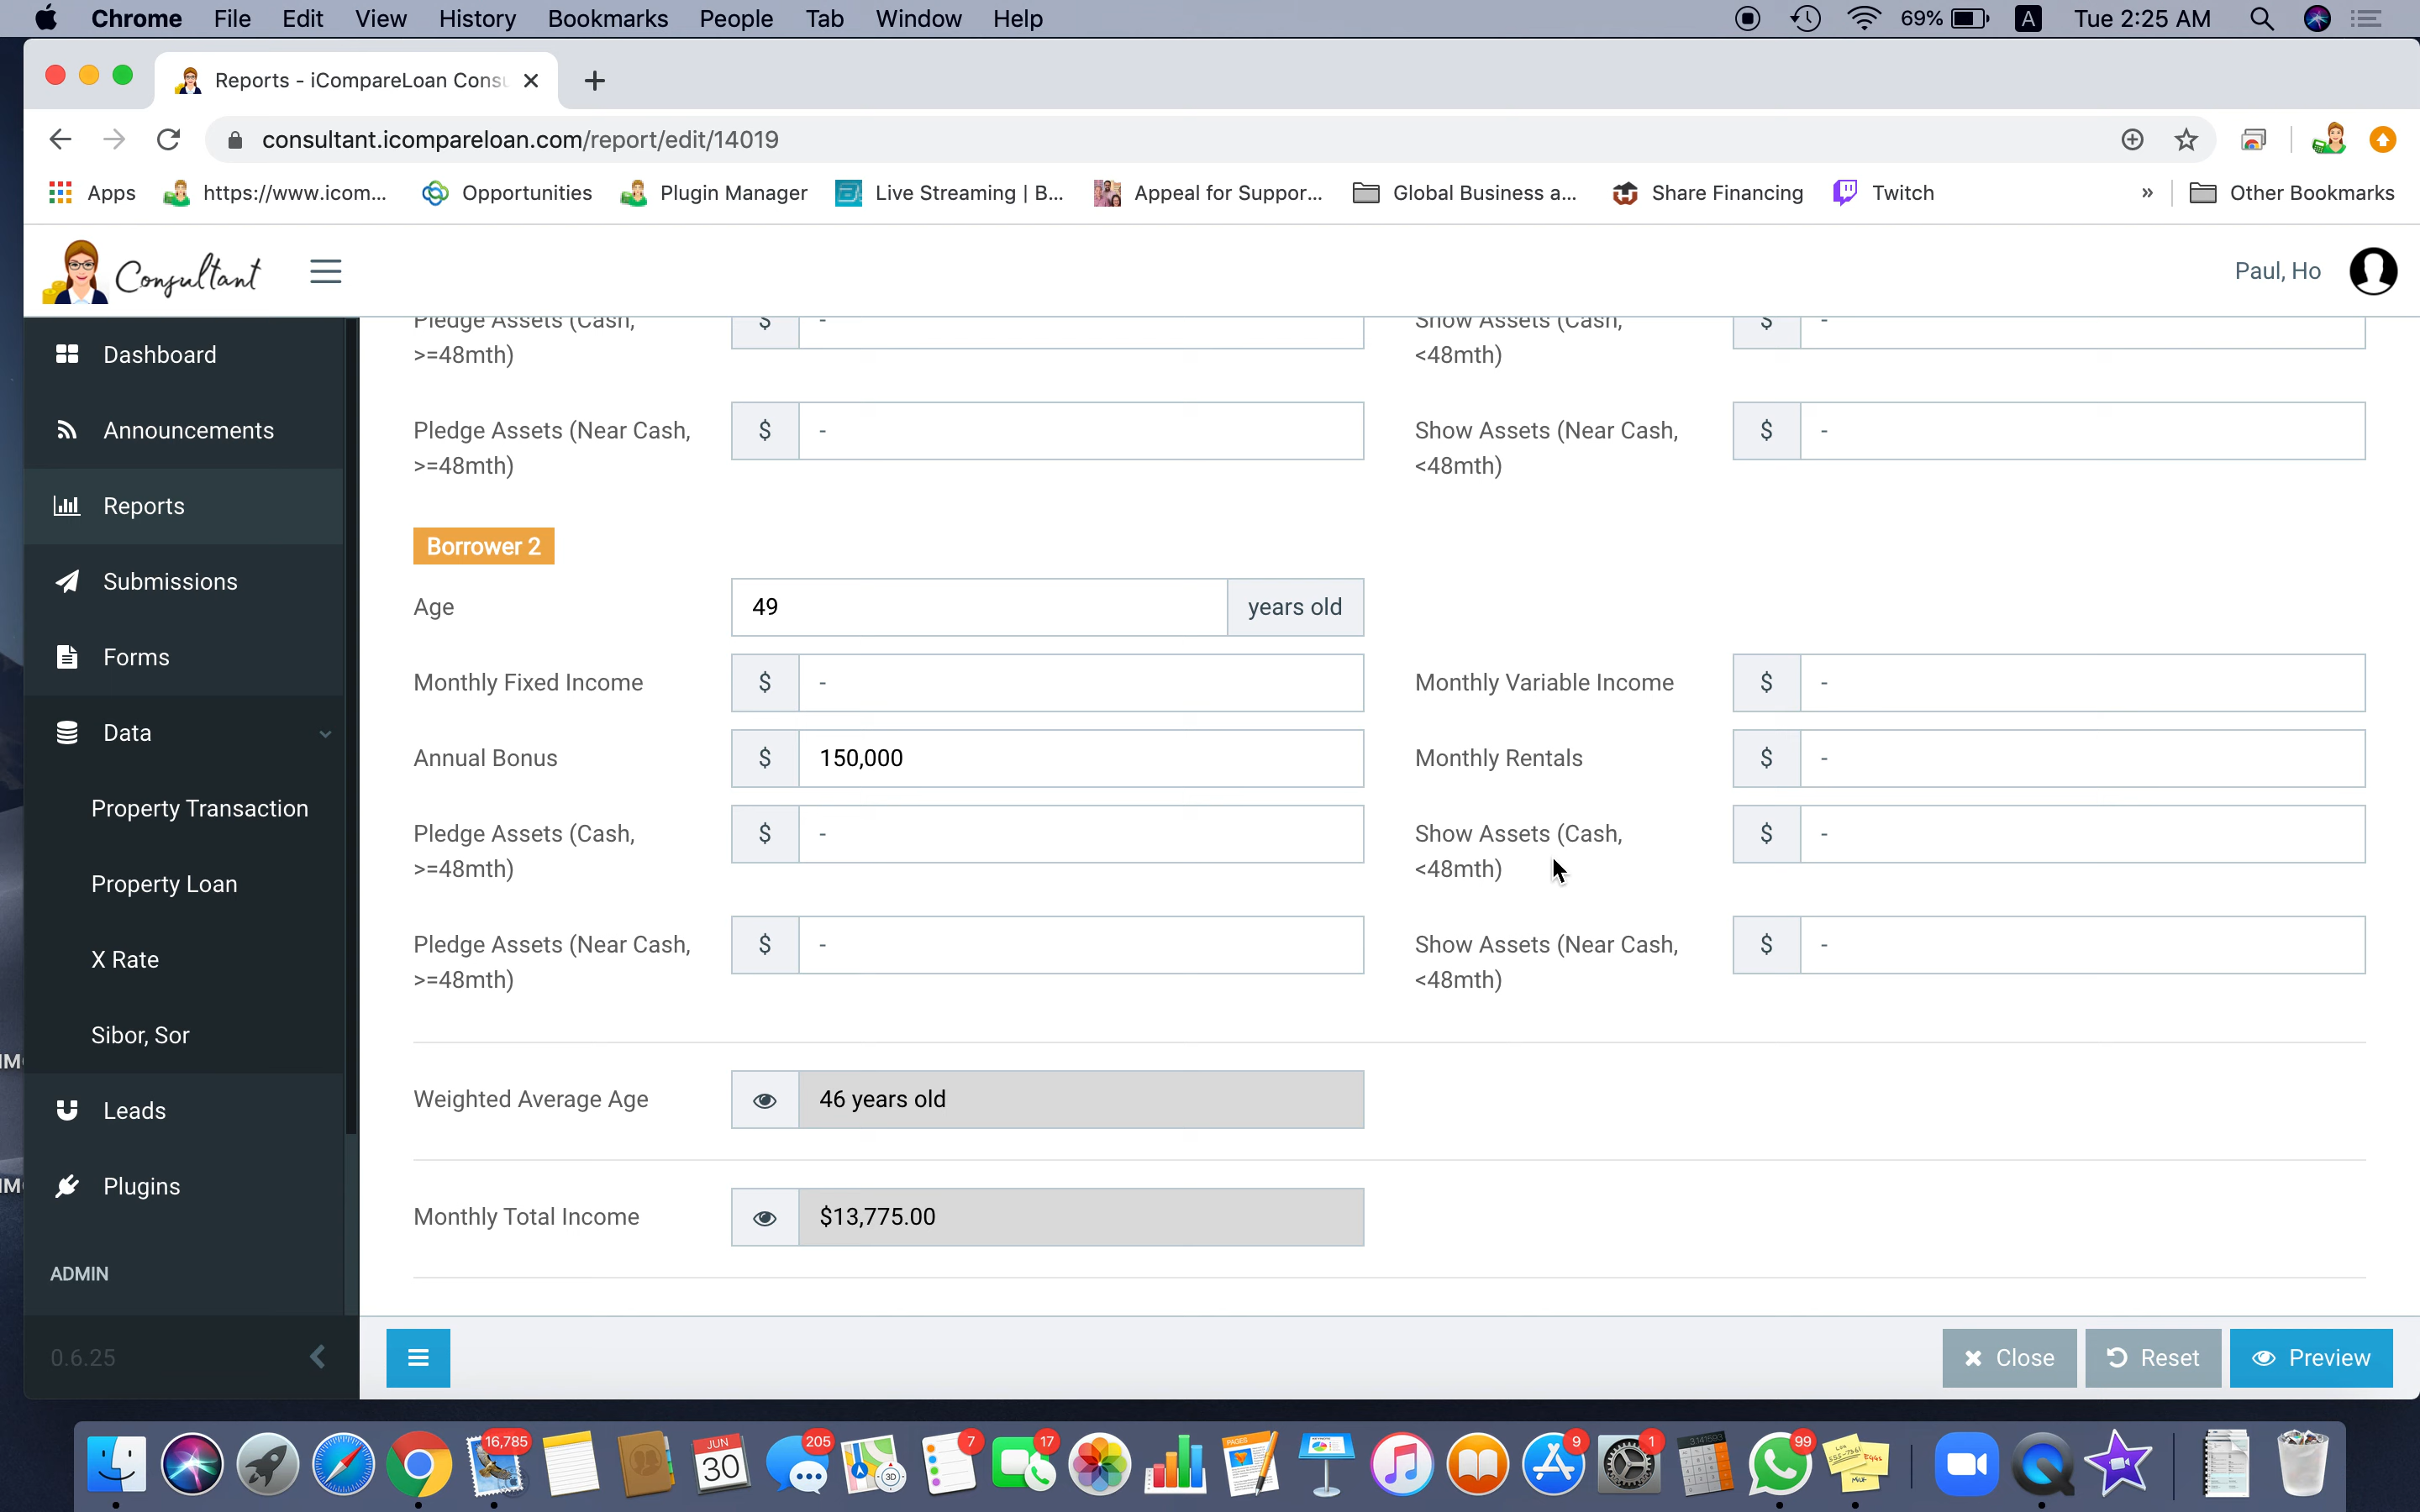 Chrome File Edit View History Bookmarks People Tab Window Help 69% A Tue 2:25 AM
Reports - iCompareLoan Consu
consultant.icompareloan.com/report/edit/14019
Apps https://www.icom... Opportunities Plugin Manager Live Streaming | B... Appeal for Suppor... Global Business a... Share Financing Twitch » Other Bookmarks
Consultant
Paul, Ho
Dashboard
Announcements
Reports
Submissions
Forms
Data
Property Transaction
Property Loan
X Rate
Sibor, Sor
Leads
Plugins
ADMIN
0.6.25
Pledge Assets (Cash, >=48mth) $ -
Show Assets (Cash, <48mth) $ -
Pledge Assets (Near Cash, >=48mth) $ -
Show Assets (Near Cash, <48mth) $ -
Borrower 2
Age 49 years old
Monthly Fixed Income $ -
Monthly Variable Income $ -
Annual Bonus $ 150,000
Monthly Rentals $ -
Pledge Assets (Cash, >=48mth) $ -
Show Assets (Cash, <48mth) $ -
Pledge Assets (Near Cash, >=48mth) $ -
Show Assets (Near Cash, <48mth) $ -
Weighted Average Age 46 years old
Monthly Total Income $13,775.00
Close Reset Preview
16,785 JUN 30 205 3D 7 17 PAGES 9 1 3.141593 99